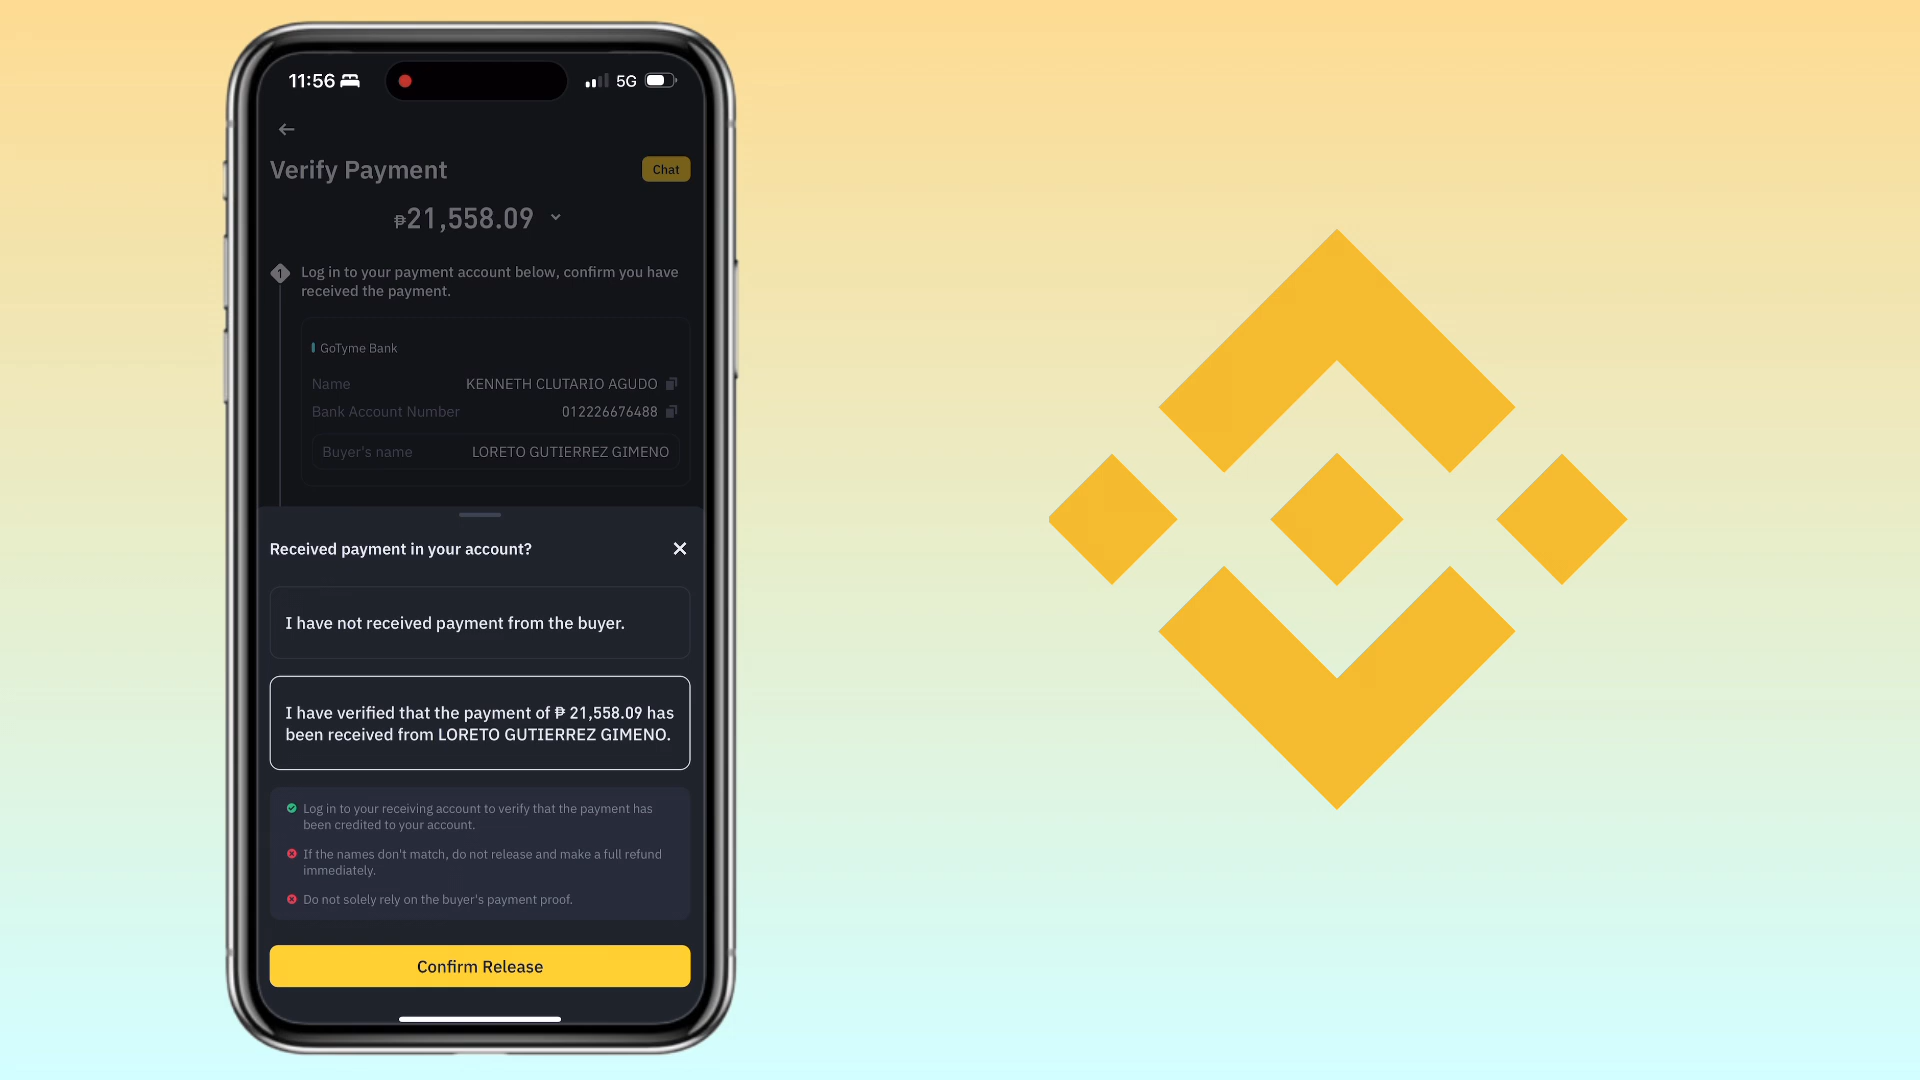 11:56
5G
Verify Payment
Chat
₱21,558.09
1
Log in to your payment account below, confirm you have
received the payment.
GoTyme Bank
Name KENNETH CLUTARIO AGUDO
Bank Account Number 012226676488
Buyer's name LORETO GUTIERREZ GIMENO
Received payment in your account?
I have not received payment from the buyer.
I have verified that the payment of ₱ 21,558.09 has
been received from LORETO GUTIERREZ GIMENO.
Log in to your receiving account to verify that the payment has
been credited to your account.
If the names don't match, do not release and make a full refund
immediately.
Do not solely rely on the buyer's payment proof.
Confirm Release